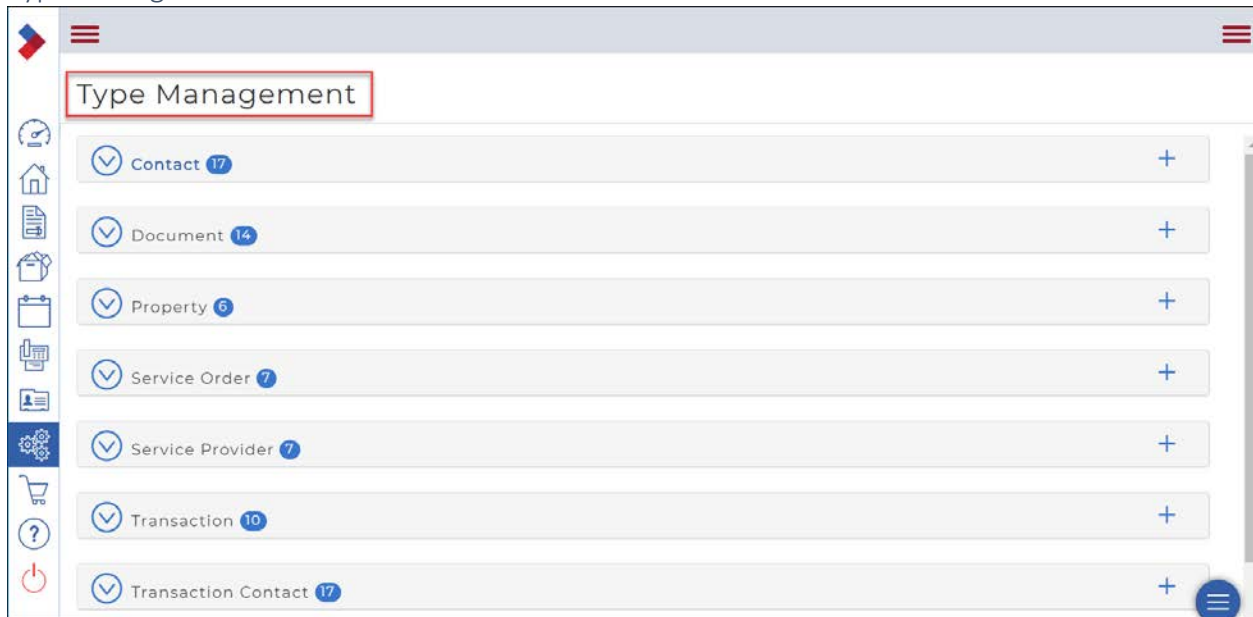 Type Management
Contact 17
Document 14
Property 6
Service Order 7
Service Provider 7
Transaction 10
Transaction Contact 17